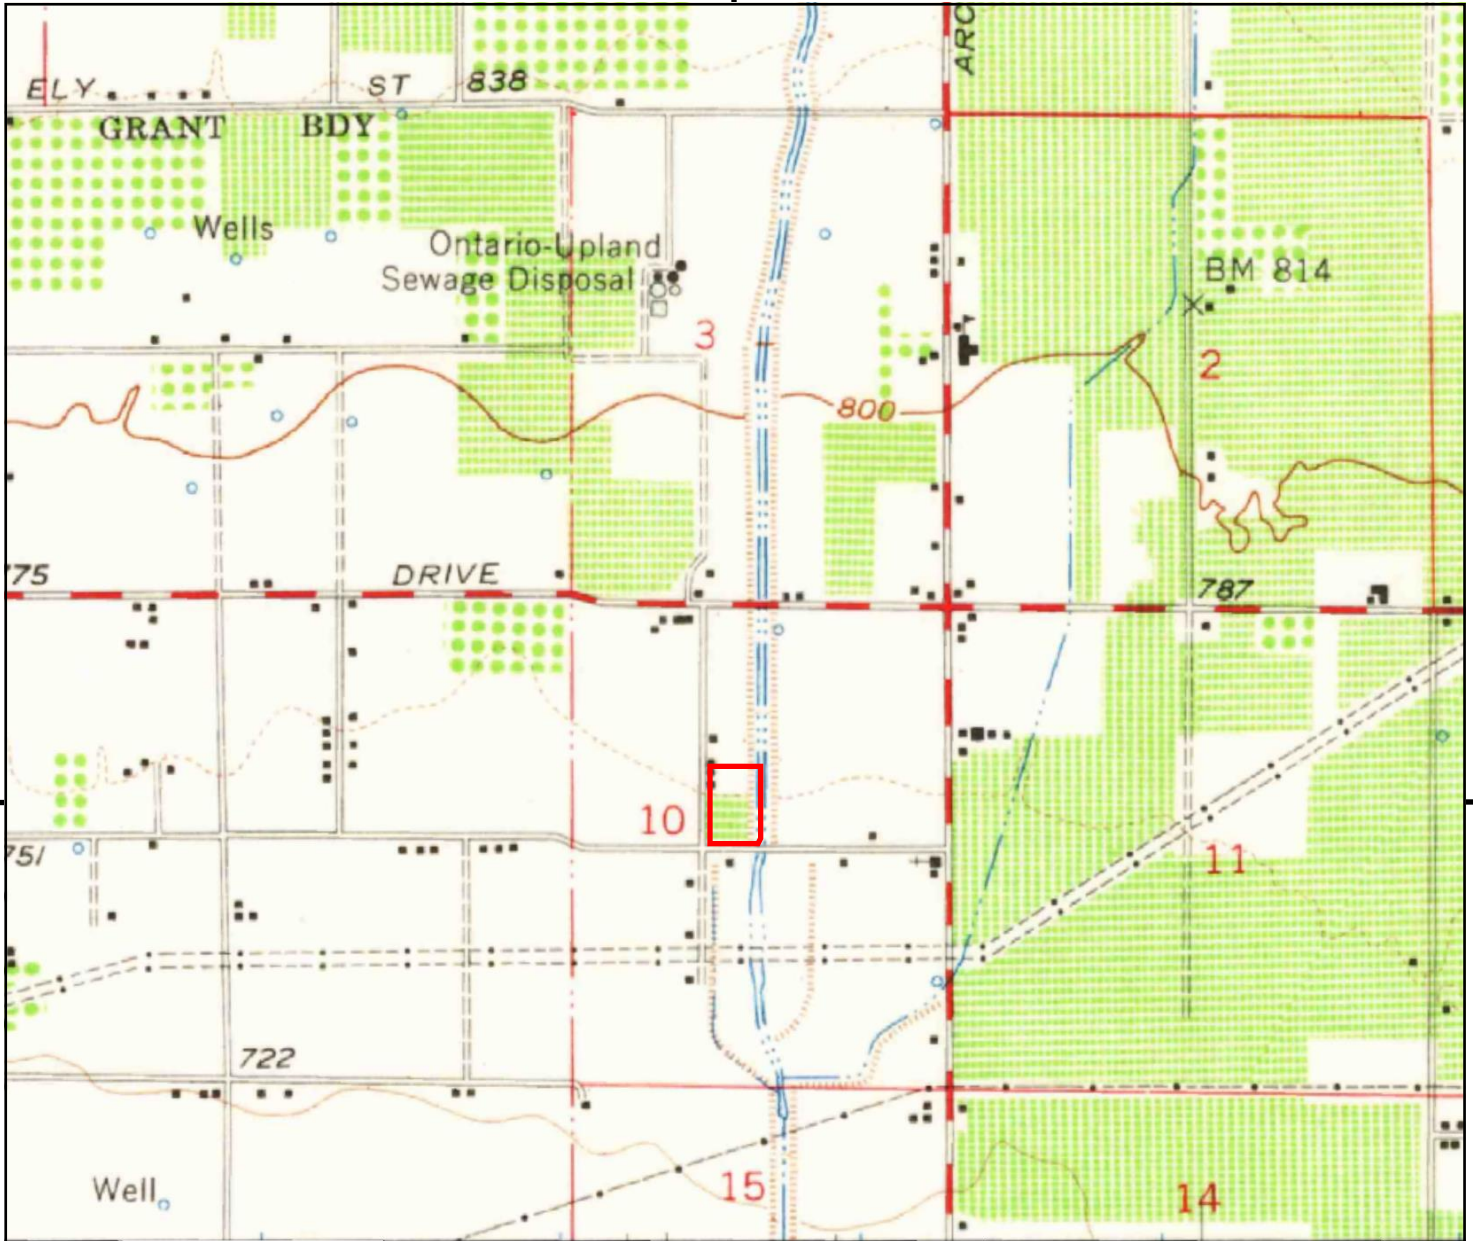 ARC
ELY ST 838
GRANT BDY
Wells
Ontario-Upland
Sewage Disposal
BM 814
3
2
800
775
DRIVE
787
10
751
11
722
Well
15
14